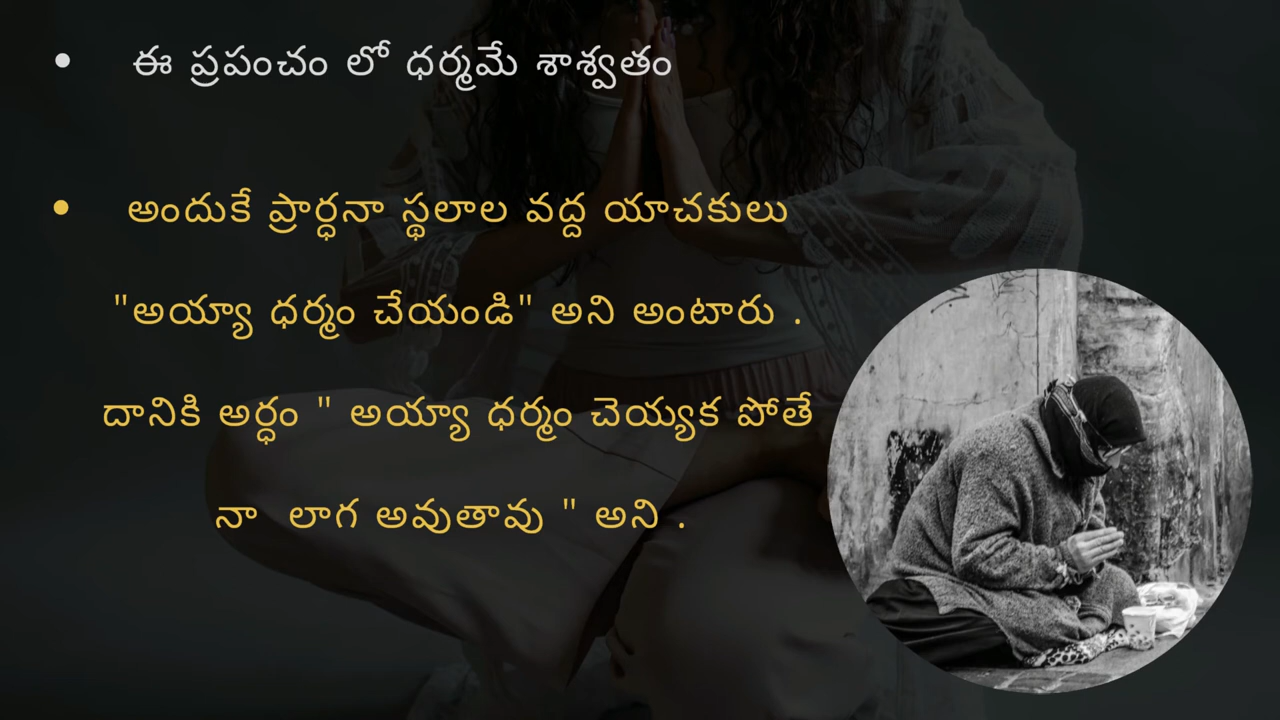 • ఈ ప్రపంచం లో ధర్మమే శాశ్వతం
• అందుకే ప్రార్ధనా స్థలాల వద్ద యాచకులు
"అయ్యా ధర్మం చేయండి" అని అంటారు .
దానికి అర్ధం " అయ్యా ధర్మం చెయ్యక పోతే
నా లాగ అవుతావు " అని .